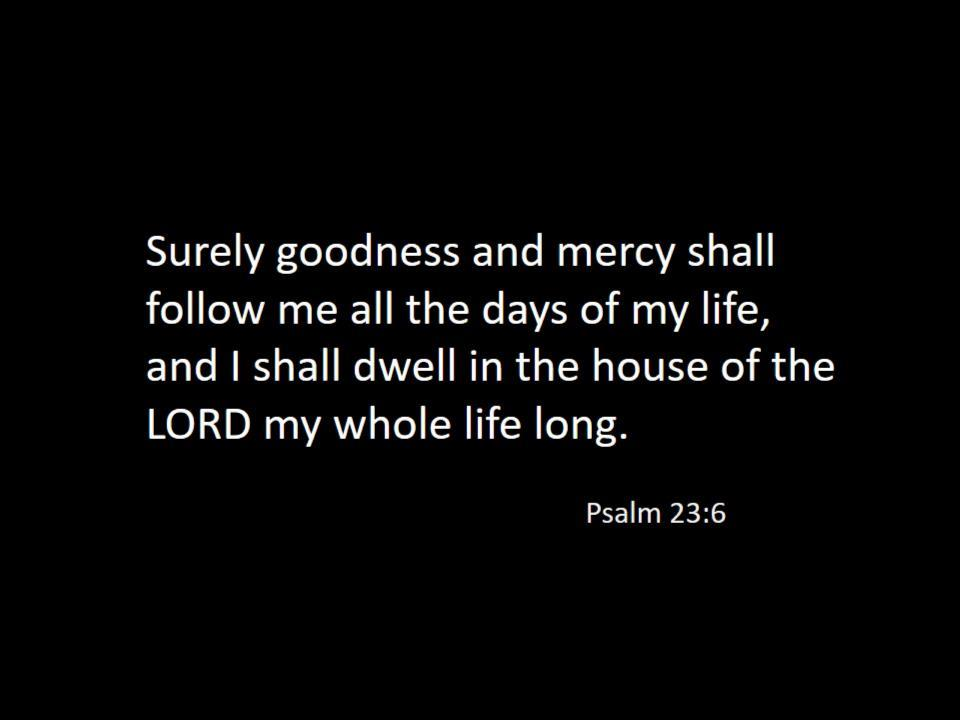 Surely goodness and mercy shall
follow me all the days of my life,
and I shall dwell in the house of the
LORD my whole life long.
Psalm 23:6